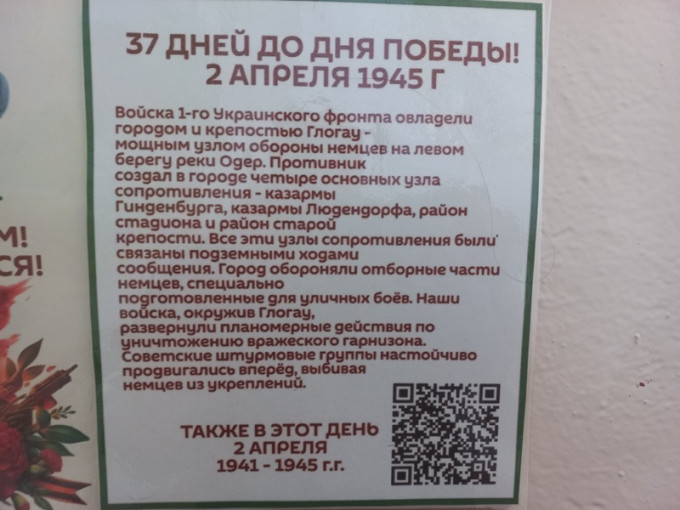 37 ДНЕЙ ДО ДНЯ ПОБЕДЫ!
2 АПРЕЛЯ 1945 Г
Войска 1-го Украинского фронта овладели
городом и крепостью Глогау -
мощным узлом обороны немцев на левом
берегу реки Одер. Противник
создал в городе четыре основных узла
сопротивления - казармы
Гинденбурга, казармы Людендорфа, район
стадиона и район старой
крепости. Все эти узлы сопротивления были
связаны подземными ходами
сообщения. Город обороняли отборные части
немцев, специально
подготовленные для уличных боёв. Наши
войска, окружив Глогау,
развернули планомерные действия по
уничтожению вражеского гарнизона.
Советские штурмовые группы настойчиво
продвигались вперёд, выбивая
немцев из укреплений.
ТАКЖЕ В ЭТОТ ДЕНЬ
2 АПРЕЛЯ
1941 - 1945 г.г.